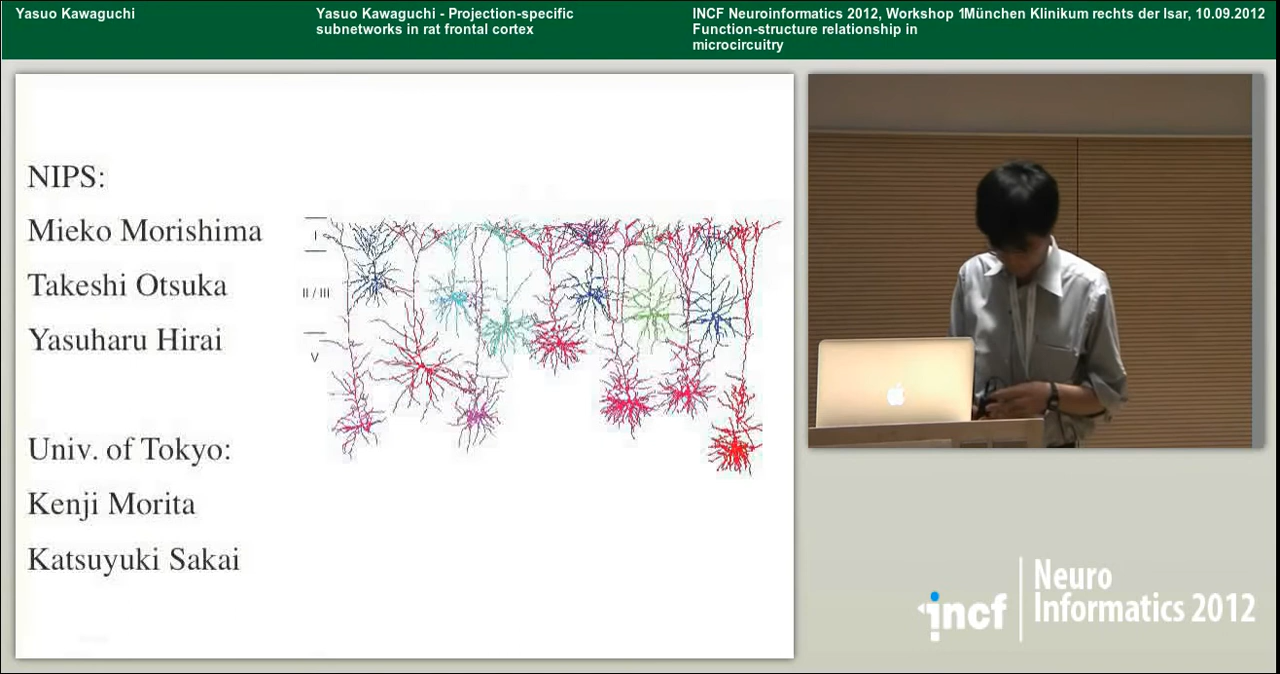 Yasuo Kawaguchi
Yasuo Kawaguchi - Projection-specific
subnetworks in rat frontal cortex
INCF Neuroinformatics 2012, Workshop 1München Klinikum rechts der Isar, 10.09.2012
Function-structure relationship in
microcircuitry
NIPS:
Mieko Morishima
Takeshi Otsuka
Yasuharu Hirai
Univ. of Tokyo:
Kenji Morita
Katsuyuki Sakai
I
II / III
V
incf
Neuro
Informatics 2012